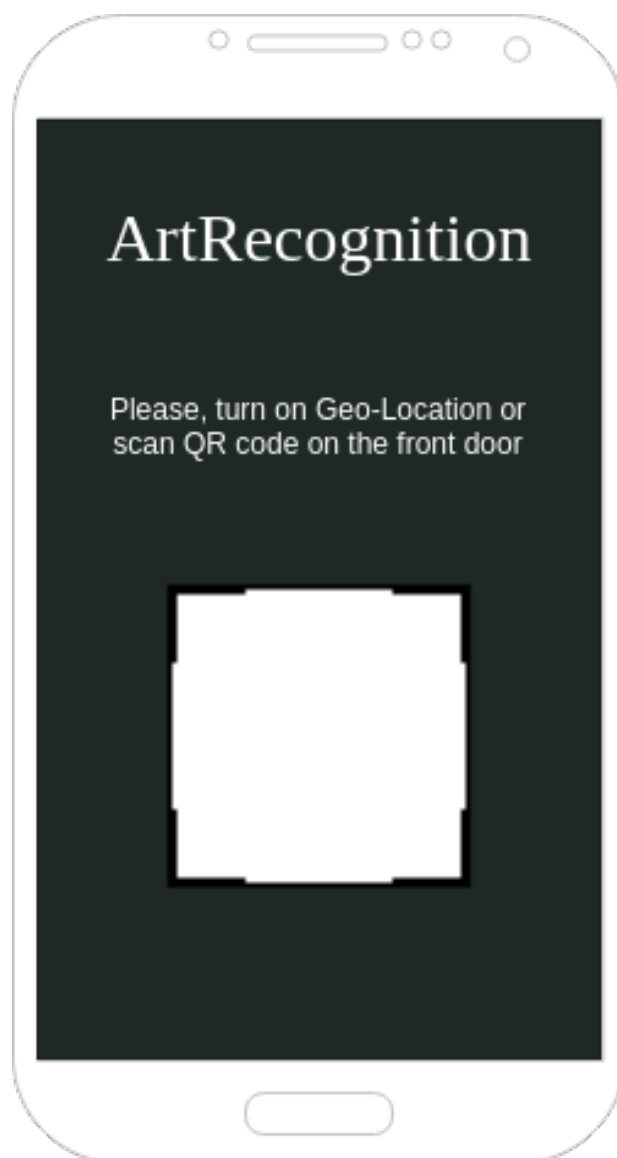 ArtRecognition
Please, turn on Geo-Location or
scan QR code on the front door